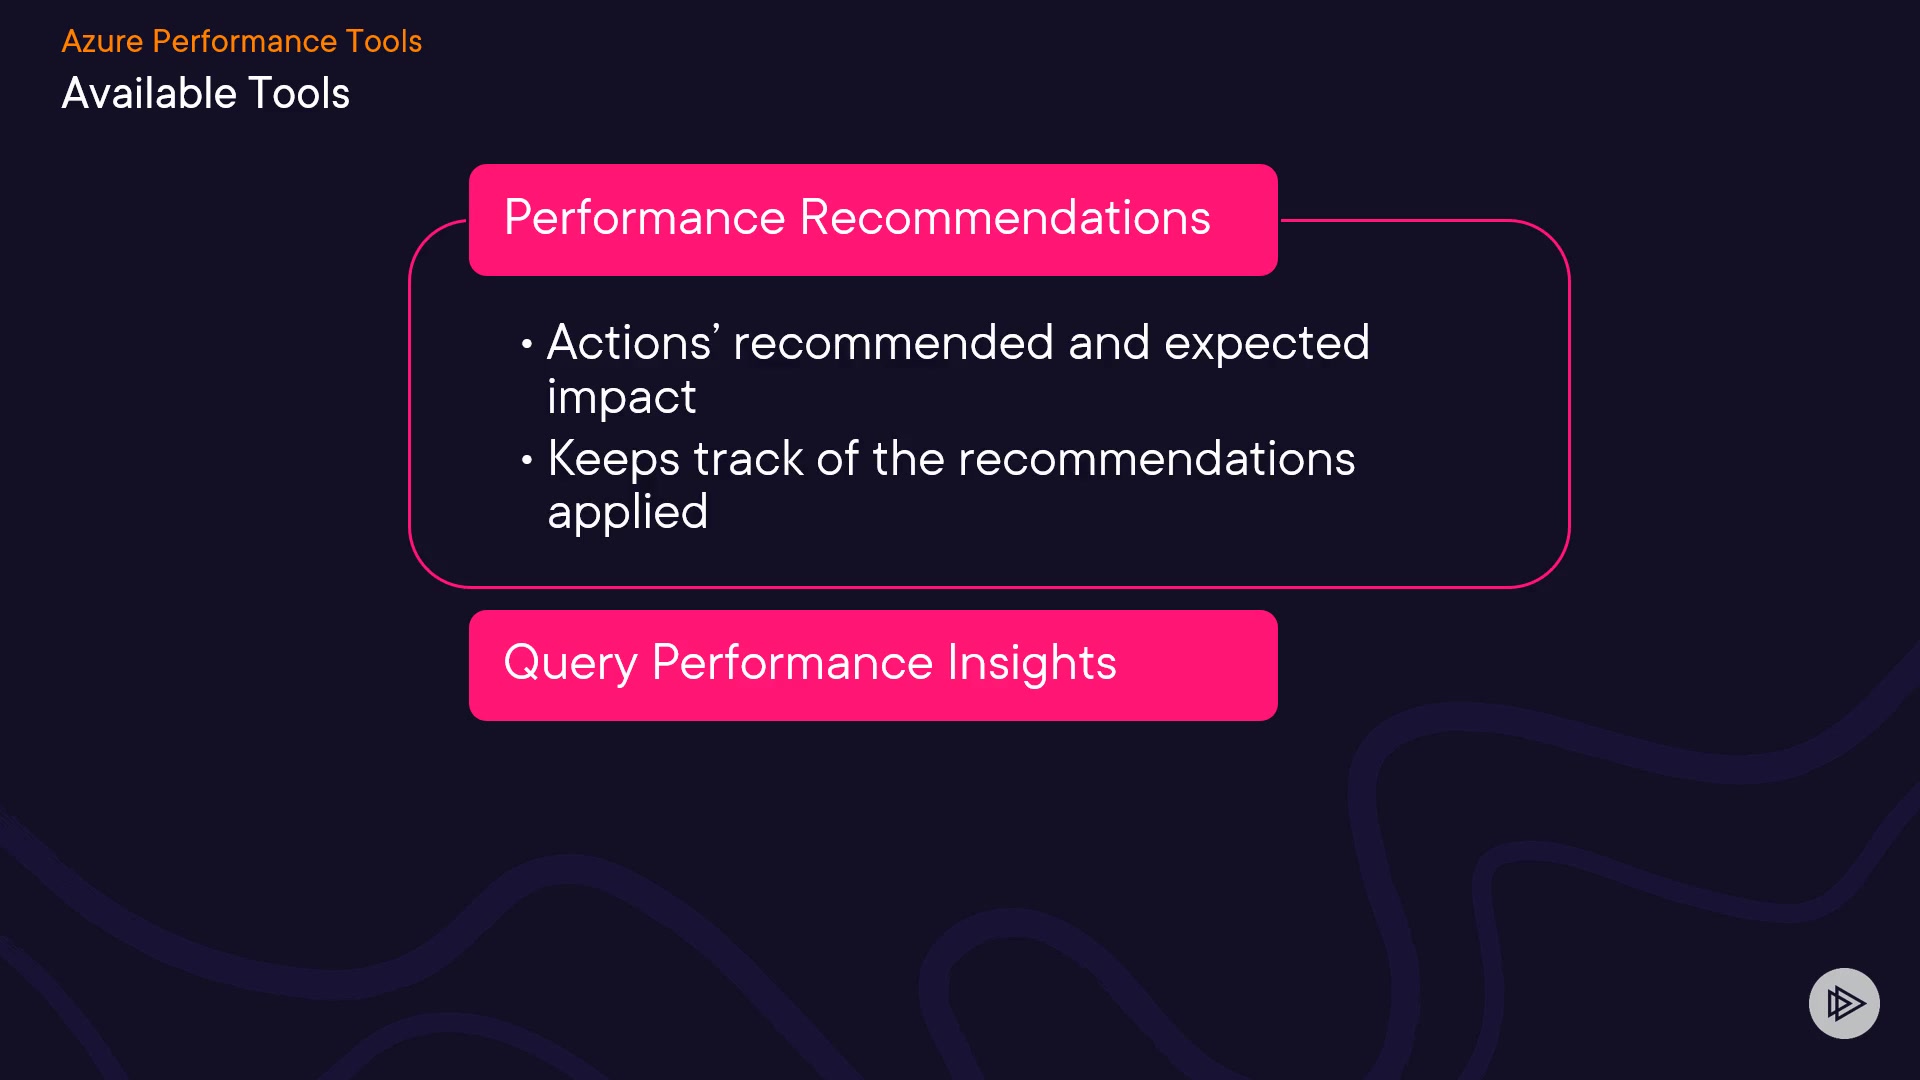 Azure Performance Tools
Available Tools
Performance Recommendations
• Actions’ recommended and expected
impact
• Keeps track of the recommendations
applied
Query Performance Insights